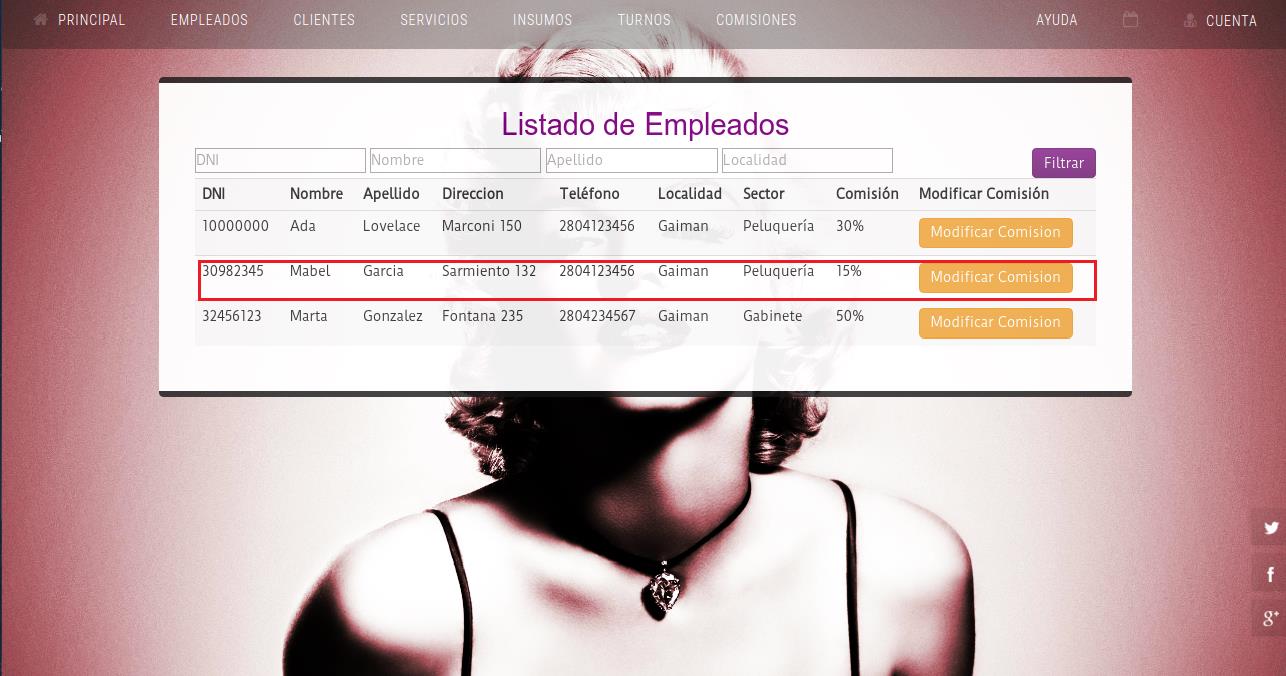 PRINCIPAL EMPLEADOS CLIENTES SERVICIOS INSUMOS TURNOS COMISIONES AYUDA CUENTA
Listado de Empleados
DNI Nombre Apellido Localidad Filtrar
DNI Nombre Apellido Direccion Teléfono Localidad Sector Comisión Modificar Comisión
10000000 Ada Lovelace Marconi 150 2804123456 Gaiman Peluquería 30% Modificar Comision
30982345 Mabel Garcia Sarmiento 132 2804123456 Gaiman Peluquería 15% Modificar Comision
32456123 Marta Gonzalez Fontana 235 2804234567 Gaiman Gabinete 50% Modificar Comision